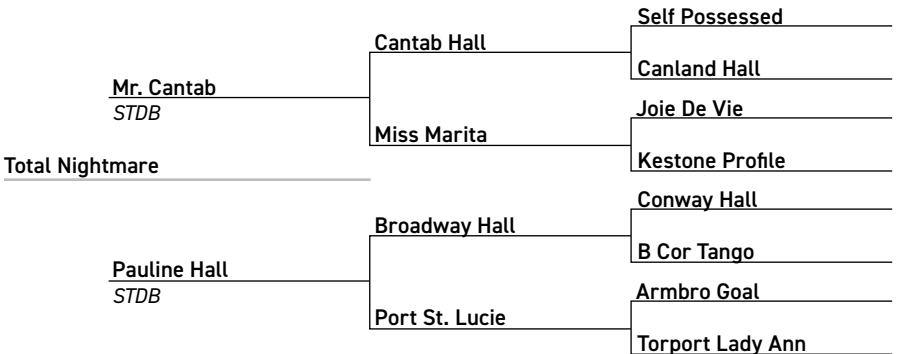 Self Possessed
Cantab Hall
Canland Hall
Mr. Cantab
STDB
Joie De Vie
Miss Marita
Kestone Profile
Total Nightmare
Conway Hall
Broadway Hall
B Cor Tango
Pauline Hall
STDB
Armbro Goal
Port St. Lucie
Torport Lady Ann